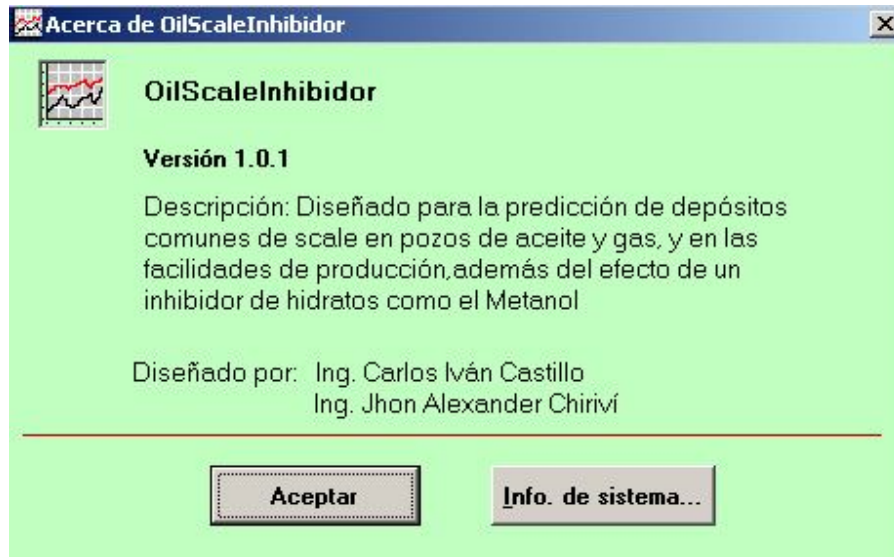 Acerca de OilScaleInhibidor
OilScaleInhibidor
Versión 1.0.1
Descripción: Diseñado para la predicción de depósitos
comunes de scale en pozos de aceite y gas, y en las
facilidades de producción,además del efecto de un
inhibidor de hidratos como el Metanol
Diseñado por: Ing. Carlos Iván Castillo
Ing. Jhon Alexander Chiriví
Aceptar
Info. de sistema...